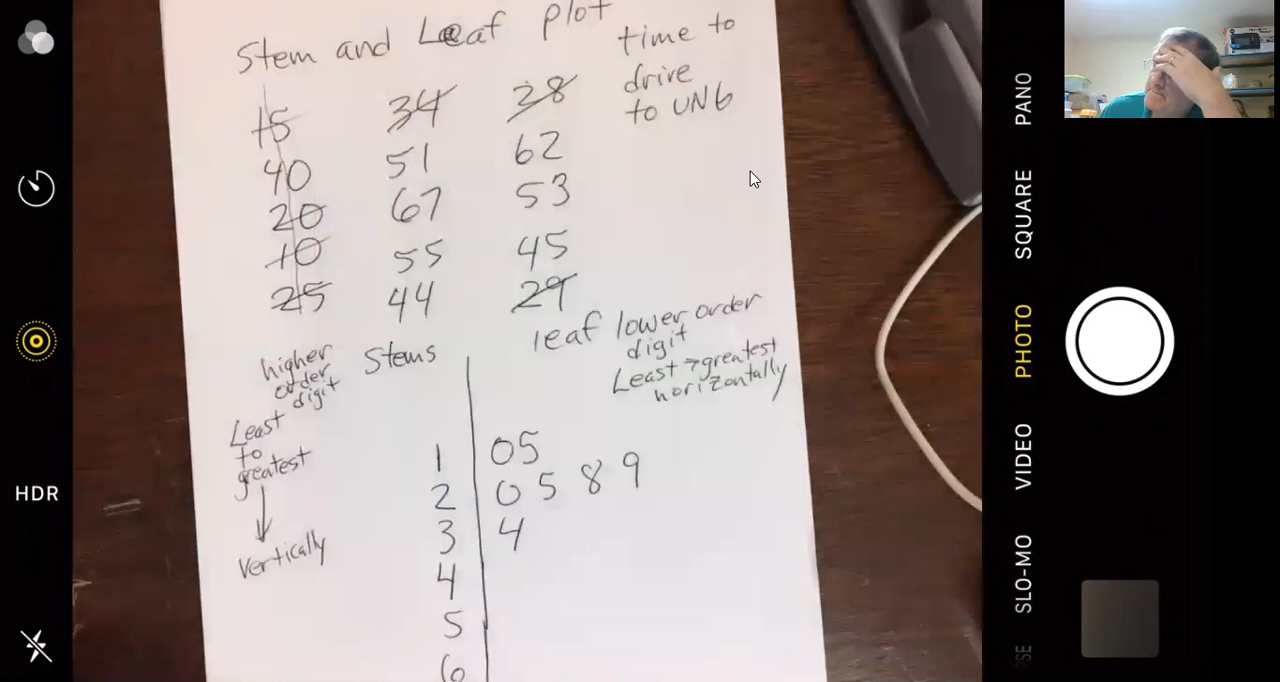 Stem and Leaf plot
time to
drive
to UNG
15 34 28
40 51 62
20 67 53
10 55 45
25 44 29
higher
order
digit
Stems
leaf lower order
digit
Least → greatest
horizontally
Least
to
greatest
↓
vertically
1 05
2 0 5 8 9
3 4
4
5
6
HDR
PANO
SQUARE
PHOTO
VIDEO
SLO-MO